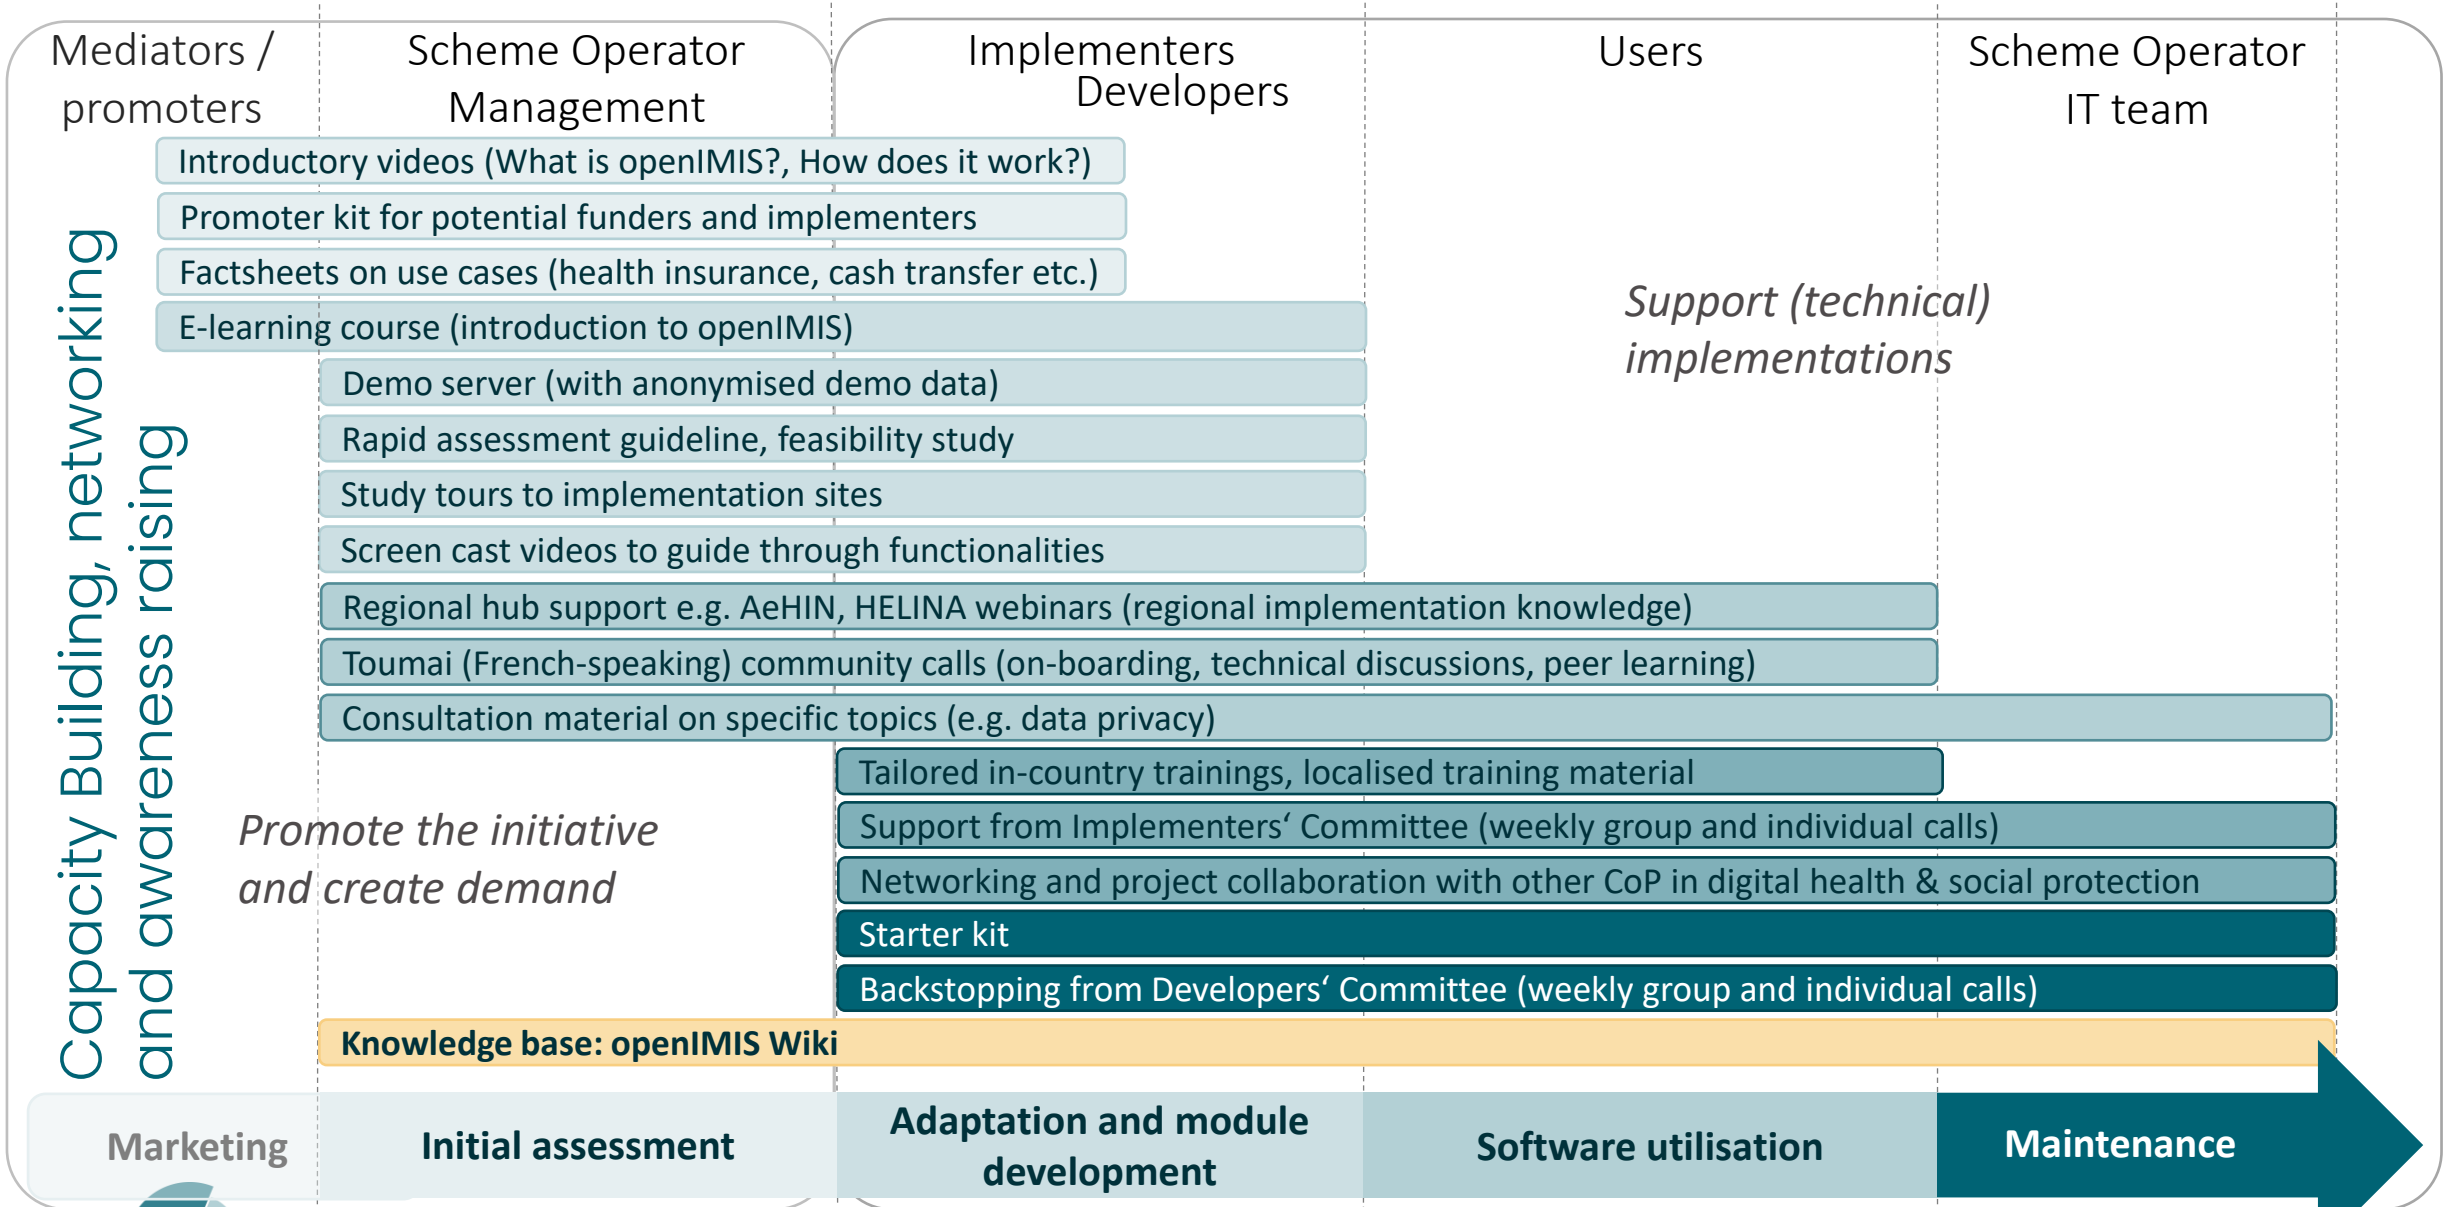 Mediators /
promoters
Scheme Operator
Management
Implementers
Developers
Users
Scheme Operator
IT team
Capacity Building, networking
and awareness raising
Introductory videos (What is openIMIS?, How does it work?)
Promoter kit for potential funders and implementers
Factsheets on use cases (health insurance, cash transfer etc.)
E-learning course (introduction to openIMIS)
Support (technical)
implementations
Demo server (with anonymised demo data)
Rapid assessment guideline, feasibility study
Study tours to implementation sites
Screen cast videos to guide through functionalities
Regional hub support e.g. AeHIN, HELINA webinars (regional implementation knowledge)
Toumai (French-speaking) community calls (on-boarding, technical discussions, peer learning)
Consultation material on specific topics (e.g. data privacy)
Tailored in-country trainings, localised training material
Promote the initiative
and create demand
Support from Implementers‘ Committee (weekly group and individual calls)
Networking and project collaboration with other CoP in digital health & social protection
Starter kit
Backstopping from Developers‘ Committee (weekly group and individual calls)
Knowledge base: openIMIS Wiki
Marketing
Initial assessment
Adaptation and module
development
Software utilisation
Maintenance